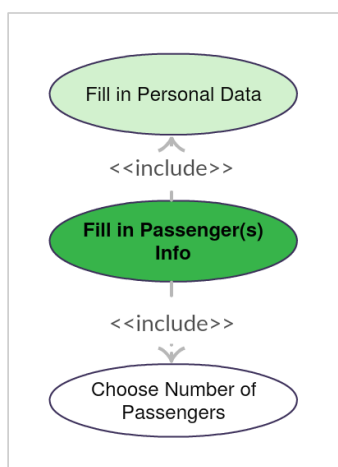 Fill in Personal Data
<<include>>
Fill in Passenger(s)
Info
<<include>>
Choose Number of
Passengers